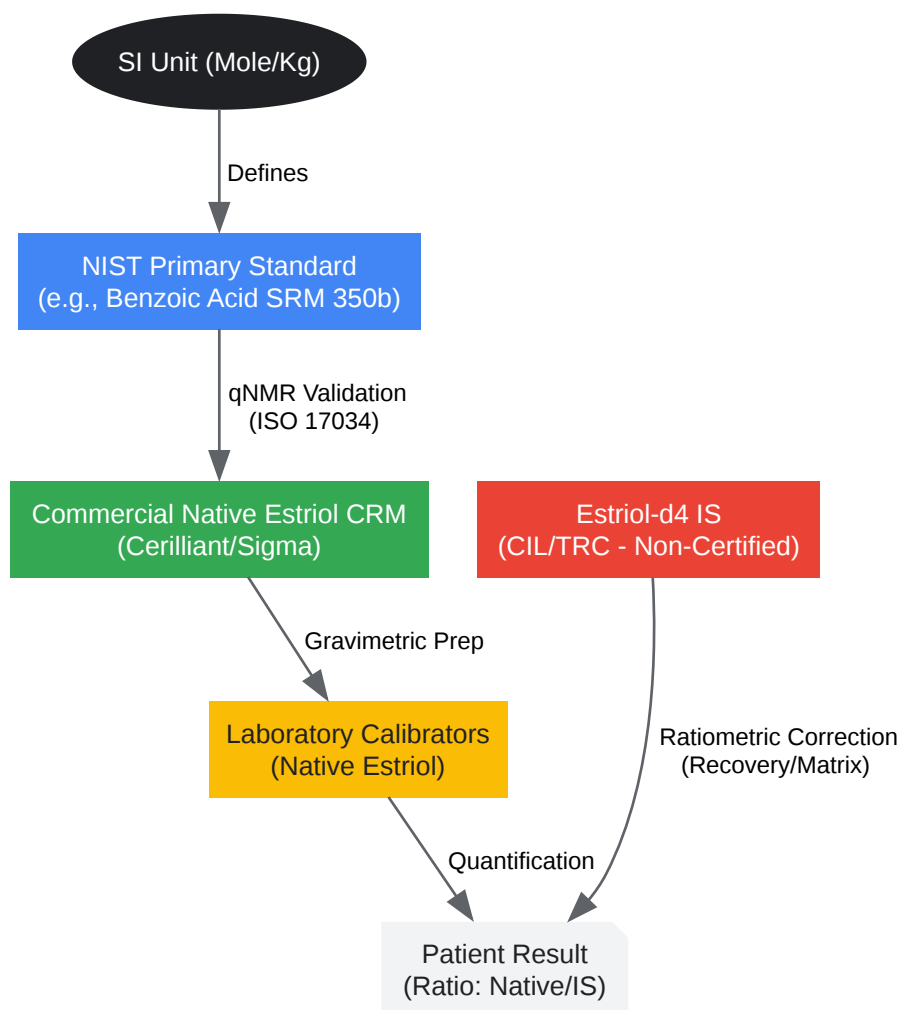 SI Unit (Mole/Kg)
Defines
NIST Primary Standard
(e.g., Benzoic Acid SRM 350b)
qNMR Validation
(ISO 17034)
Commercial Native Estriol CRM
(Cerilliant/Sigma)
Estriol-d4 IS
(CIL/TRC - Non-Certified)
Gravimetric Prep
Laboratory Calibrators
(Native Estriol)
Ratiometric Correction
(Recovery/Matrix)
Quantification
Patient Result
(Ratio: Native/IS)